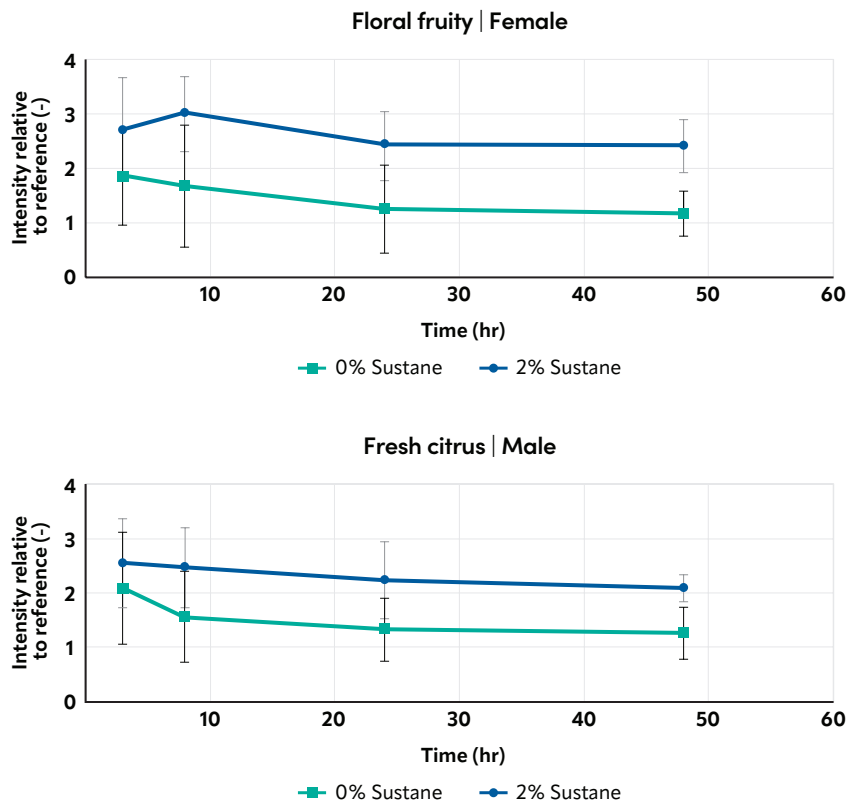 Floral fruity | Female
Intensity relative
to reference (-)
4
3
2
1
0
10 20 30 40 50 60
Time (hr)
0% Sustane 2% Sustane
Fresh citrus | Male
Intensity relative
to reference (-)
4
3
2
1
0
10 20 30 40 50 60
Time (hr)
0% Sustane 2% Sustane